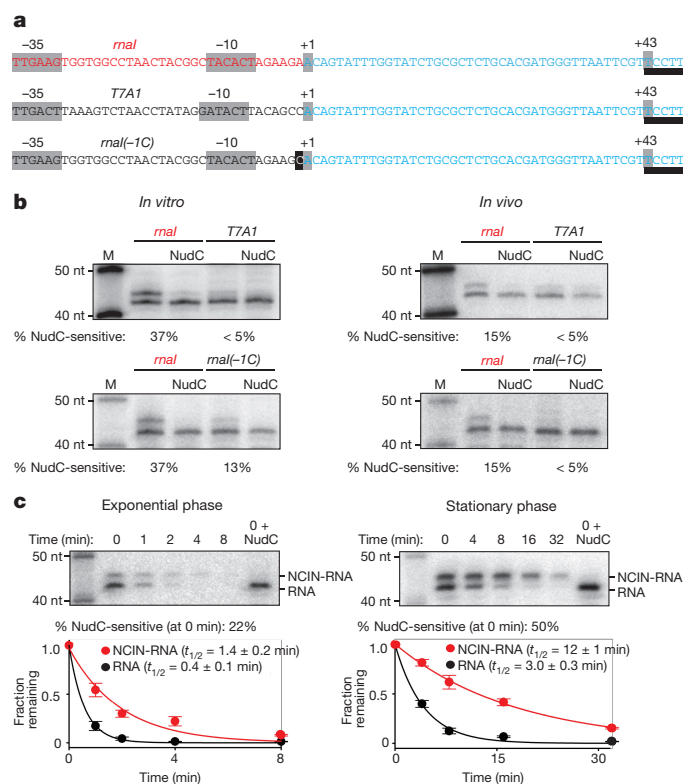 a
–35 rnaI –10 +1 +43
TTGAAGTGGTGGCCTAACTACGGCTACACTAGAAGAACAGTATTTGGTATCTGCGCTCTGCACGATGGGTTAATTCGTTCCTT
–35 T7A1 –10 +1 +43
TTGACTTAAAGTCTAACCTATAGGATACTTACAGCCACAGTATTTGGTATCTGCGCTCTGCACGATGGGTTAATTCGTTCCTT
–35 rnaI(–1C) –10 +1 +43
TTGAAGTGGTGGCCTAACTACGGCTACACTAGAAGCACAGTATTTGGTATCTGCGCTCTGCACGATGGGTTAATTCGTTCCTT
b
In vitro
rnaI T7A1
M NudC NudC
50 nt
40 nt
% NudC-sensitive: 37% < 5%
rnaI rnaI(–1C)
M NudC NudC
50 nt
40 nt
% NudC-sensitive: 37% 13%
In vivo
rnaI T7A1
M NudC NudC
50 nt
40 nt
% NudC-sensitive: 15% < 5%
rnaI rnaI(–1C)
M NudC NudC
50 nt
40 nt
% NudC-sensitive: 15% < 5%
c
Exponential phase
Time (min): 0 1 2 4 8 0 + NudC
50 nt
40 nt
NCIN-RNA
RNA
% NudC-sensitive (at 0 min): 22%
NCIN-RNA (t1/2 = 1.4 ± 0.2 min)
RNA (t1/2 = 0.4 ± 0.1 min)
Fraction remaining
1.0
0.5
0
0 4 8
Time (min)
Stationary phase
Time (min): 0 4 8 16 32 0 + NudC
50 nt
40 nt
NCIN-RNA
RNA
% NudC-sensitive (at 0 min): 50%
NCIN-RNA (t1/2 = 12 ± 1 min)
RNA (t1/2 = 3.0 ± 0.3 min)
Fraction remaining
1.0
0.5
0
0 16 32
Time (min)